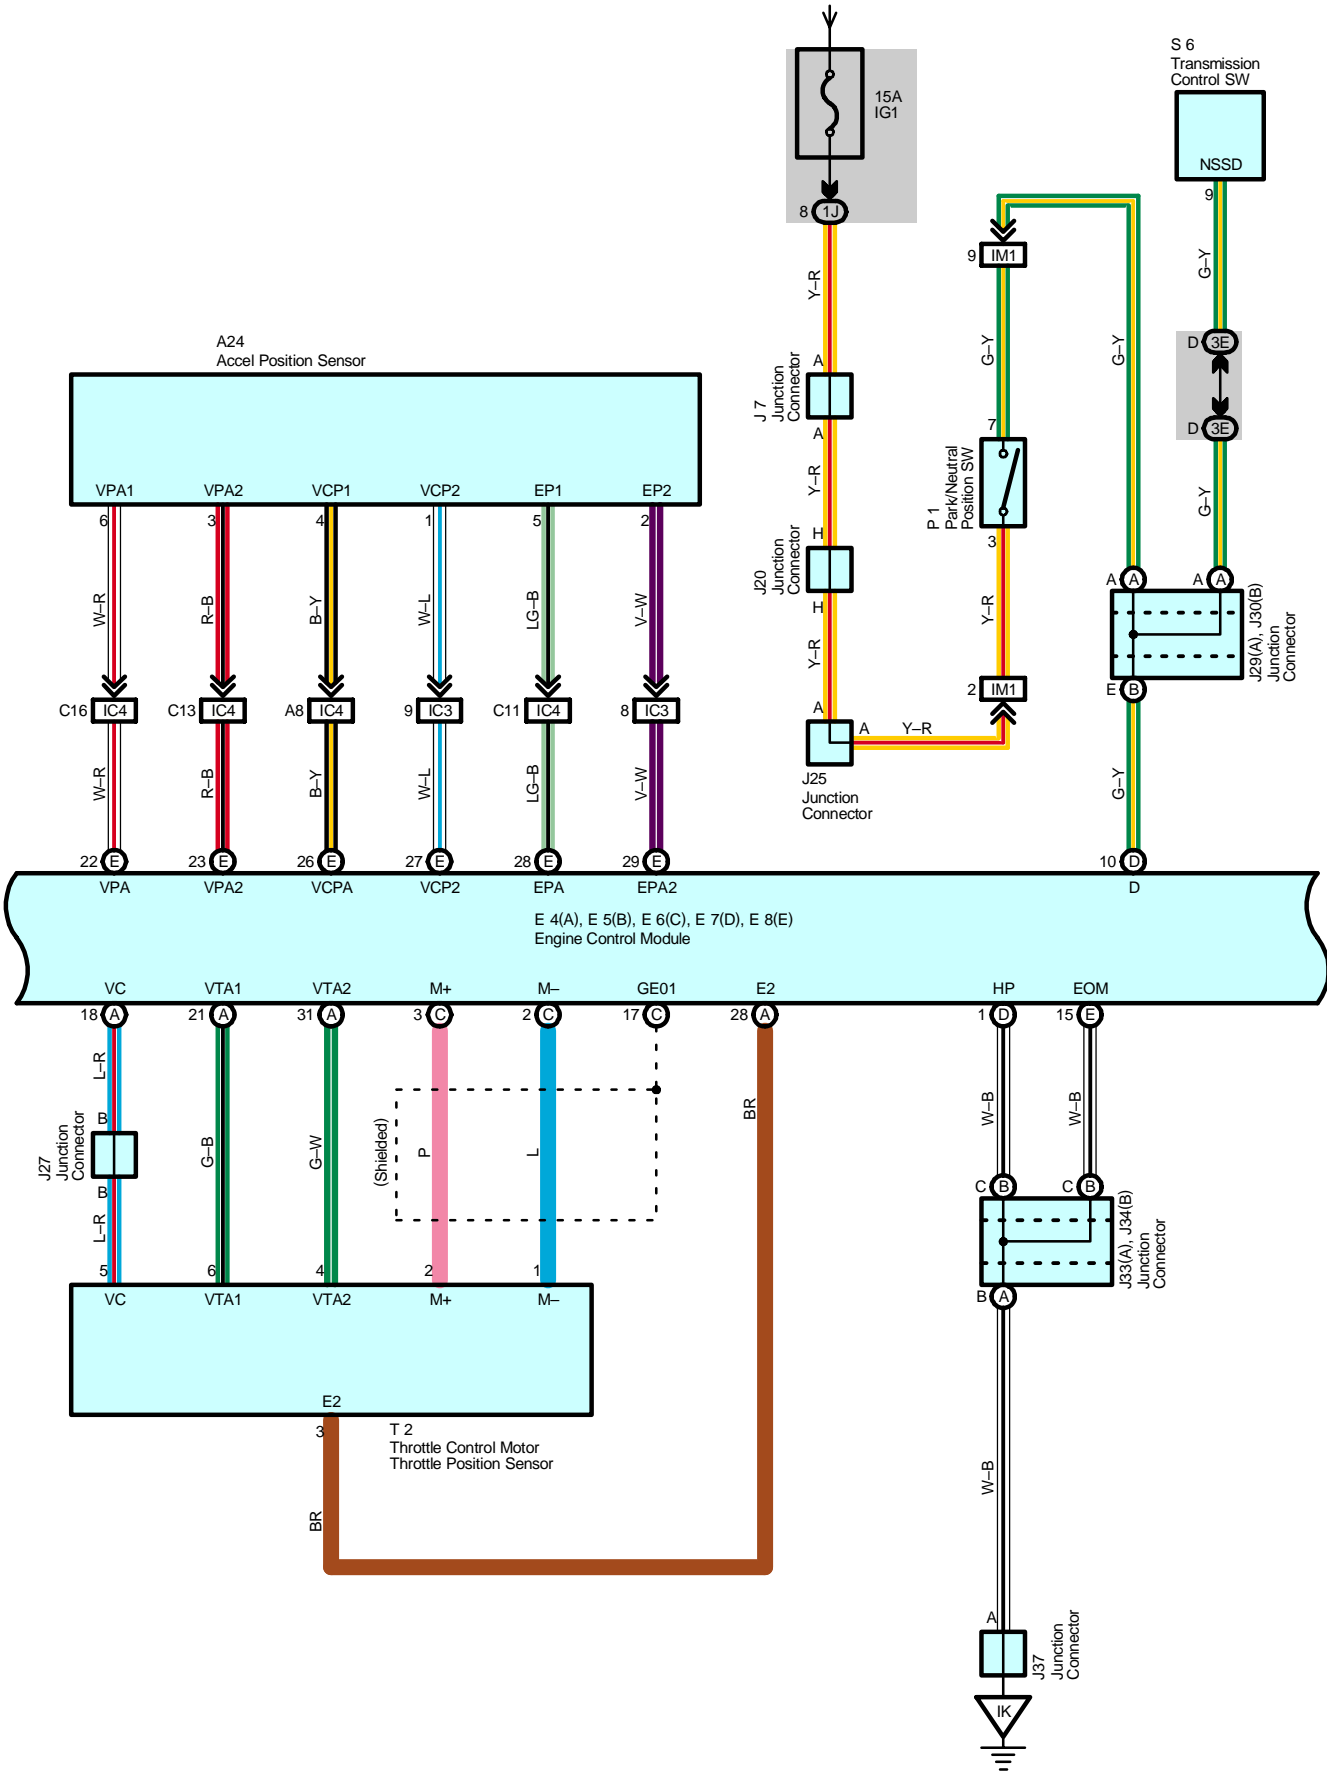 S 6
Transmission
Control SW
NSSD
9
15A
IG1
8 1J
9 IM1
Y–R
G–Y
G–Y
G–Y
D 3E
D 3E
A24
Accel Position Sensor
A
J 7
Junction
Connector
A
7
P 1
Park/Neutral
Position SW
3
VPA1 VPA2 VCP1 VCP2 EP1 EP2
6 3 4 1 5 2
Y–R
G–Y
H
J20
Junction
Connector
H
W–R R–B B–Y W–L LG–B V–W
Y–R
Y–R
A A
A A
J29(A), J30(B)
Junction
Connector
E B
2 IM1
C16 IC4
C13 IC4
A8 IC4
9 IC3
C11 IC4
8 IC3
A
A Y–R
J25
Junction
Connector
W–R R–B B–Y W–L LG–B V–W
G–Y
22 E
23 E
26 E
27 E
28 E
29 E
10 D
VPA VPA2 VCPA VCP2 EPA EPA2 D
E 4(A), E 5(B), E 6(C), E 7(D), E 8(E)
Engine Control Module
VC VTA1 VTA2 M+ M– GE01 E2 HP EOM
18 A
21 A
31 A
3 C
2 C
17 C
28 A
1 D
15 E
L–R
B
J27
Junction
Connector
B
L–R
G–B
G–W
(Shielded)
P
L
BR
W–B
W–B
C B
C B
J33(A), J34(B)
Junction
Connector
B A
5 6 4 2 1
VC VTA1 VTA2 M+ M–
E2
3
T 2
Throttle Control Motor
Throttle Position Sensor
BR
W–B
A
J37
Junction
Connector
IK